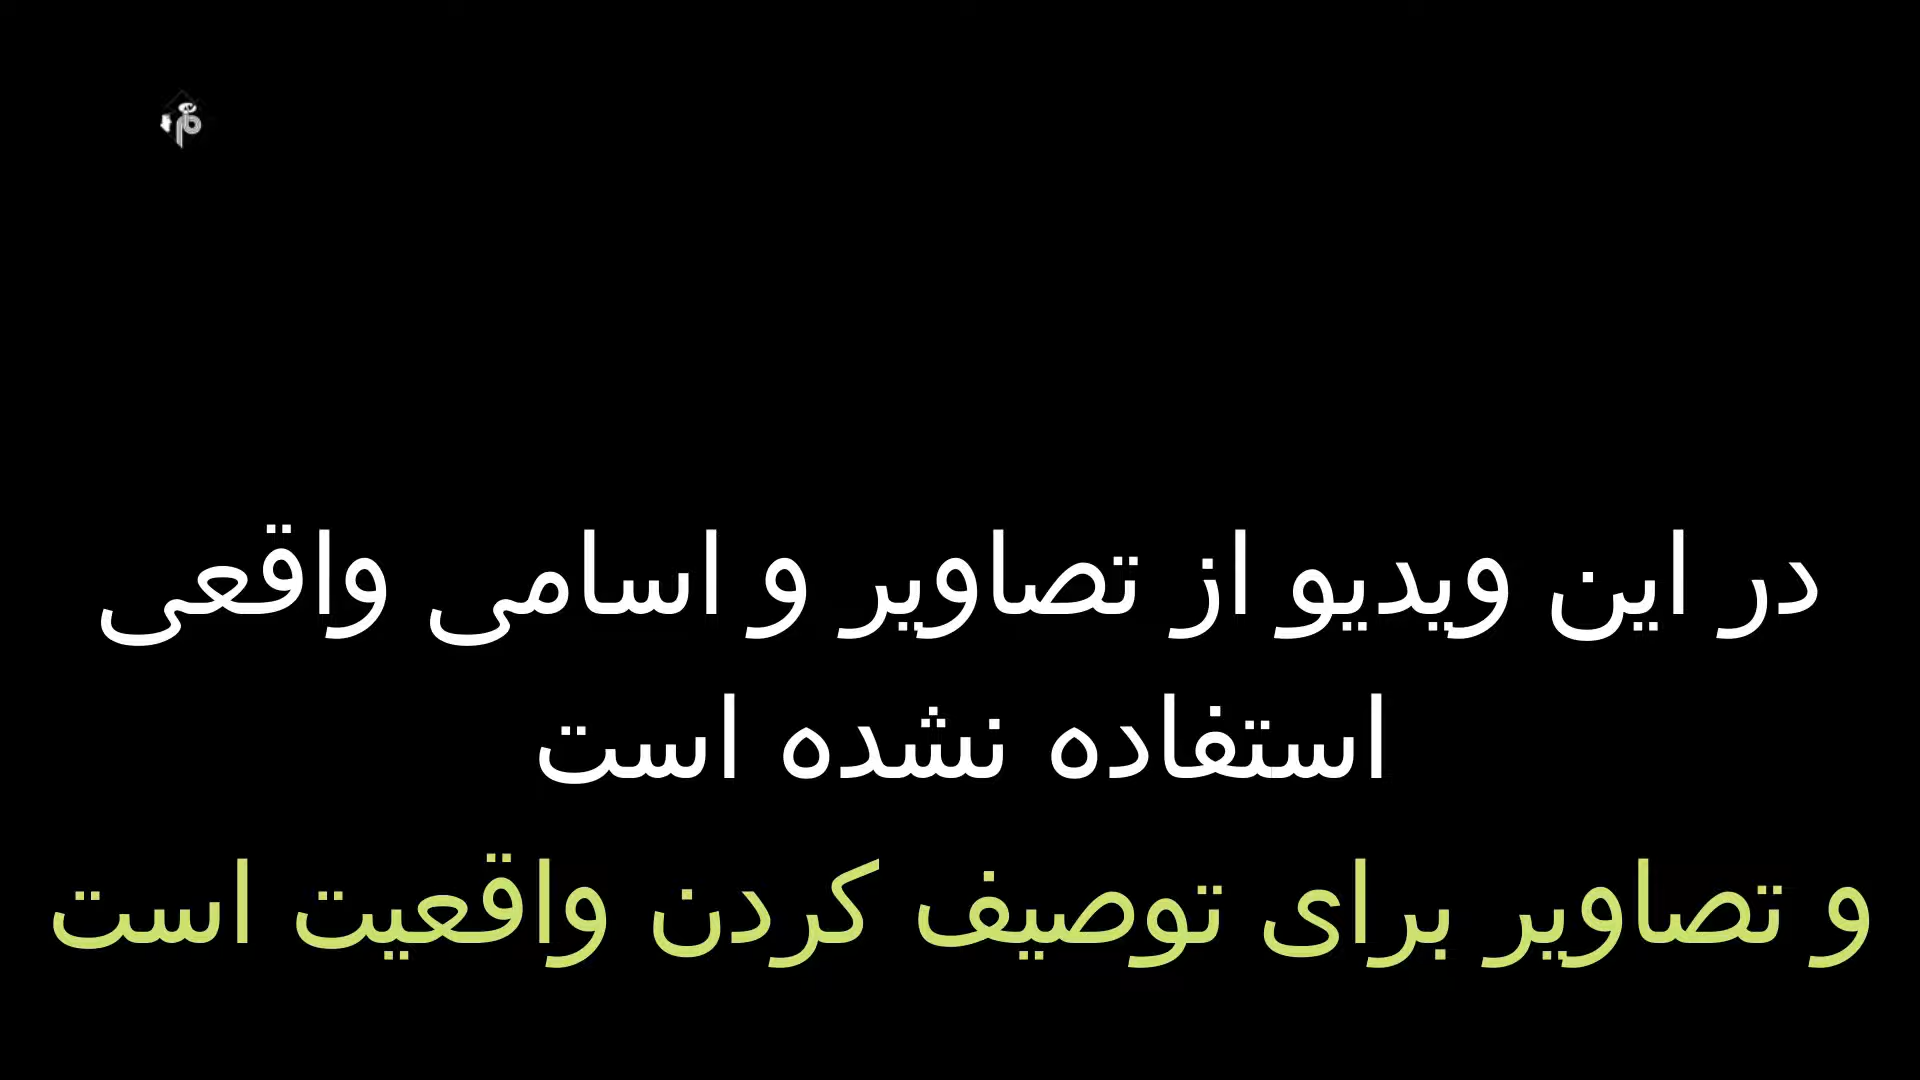 در این ویدیو از تصاویر و اسامی واقعی
استفاده نشده است
و تصاویر برای توصیف کردن واقعیت است